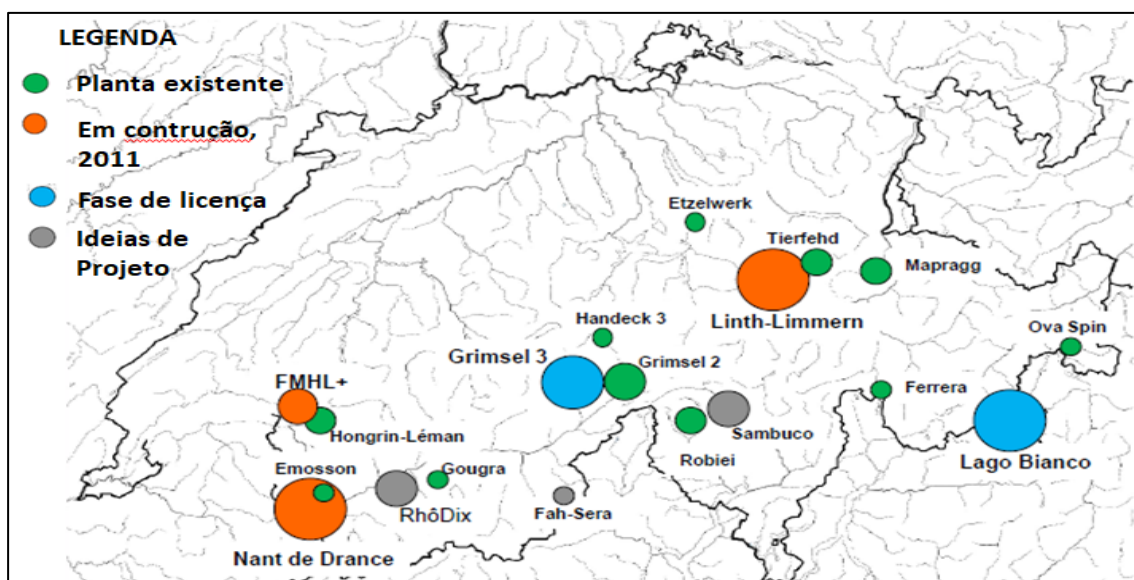 LEGENDA
Planta existente
Em contrução,
2011
Fase de licença
Ideias de
Projeto
Etzelwerk
Tierfehd
Mapragg
Linth-Limmern
Handeck 3
Ova Spin
Grimsel 3
Grimsel 2
FMHL+
Ferrera
Hongrin-Léman
Sambuco
Robiei
Lago Bianco
Emosson
Gougra
RhôDix
Fah-Sera
Nant de Drance